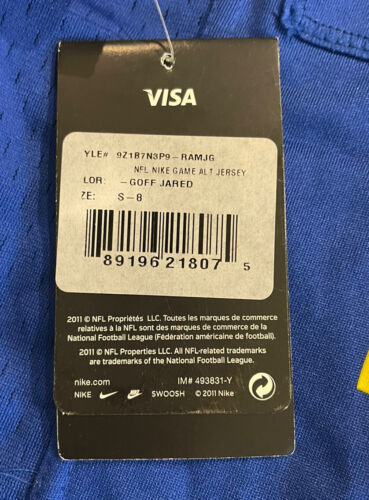 VISA
YLE# 9Z1B7N3P9-RAMJG
NFL NIKE GAME ALT JERSEY
LOR: -GOFF JARED
ZE: S-8
89196 21807 5
2011 © NFL Propriétés LLC. Toutes les marques de commerce
relatives à la NFL sont des marques de commerce de la
National Football League (Fédération américaine de football).
2011 © NFL Properties LLC. All NFL-related trademarks
are trademarks of the National Football League.
nike.com IM# 493831-Y
NIKE SWOOSH © 2011 Nike